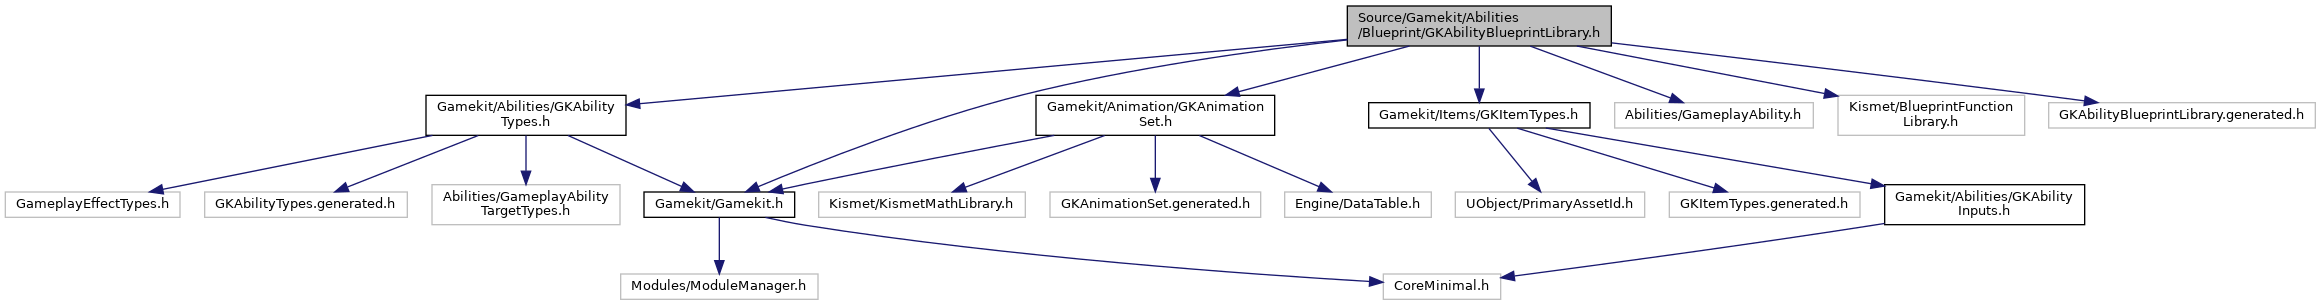 Source/Gamekit/Abilities
/Blueprint/GKAbilityBlueprintLibrary.h
Gamekit/Abilities/GKAbility
Types.h
Gamekit/Animation/GKAnimation
Set.h
Gamekit/Items/GKItemTypes.h
Abilities/GameplayAbility.h
Kismet/BlueprintFunction
Library.h
GKAbilityBlueprintLibrary.generated.h
GameplayEffectTypes.h
GKAbilityTypes.generated.h
Abilities/GameplayAbility
TargetTypes.h
Gamekit/Gamekit.h
Kismet/KismetMathLibrary.h
GKAnimationSet.generated.h
Engine/DataTable.h
UObject/PrimaryAssetId.h
GKItemTypes.generated.h
Gamekit/Abilities/GKAbility
Inputs.h
Modules/ModuleManager.h
CoreMinimal.h